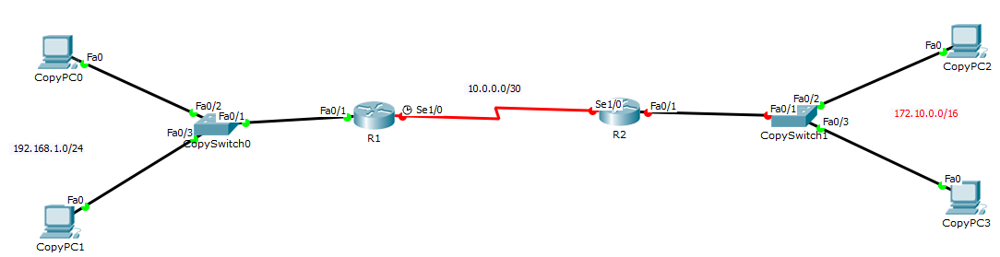 Fa0
CopyPC0
Fa0/2
Fa0/1
Fa0/3
CopySwitch0
192.168.1.0/24
Fa0
CopyPC1
Fa0/1
R1
Se1/0
10.0.0.0/30
Se1/0
R2
Fa0/1
Fa0/1
Fa0/2
Fa0/3
CopySwitch1
Fa0
CopyPC2
172.10.0.0/16
Fa0
CopyPC3